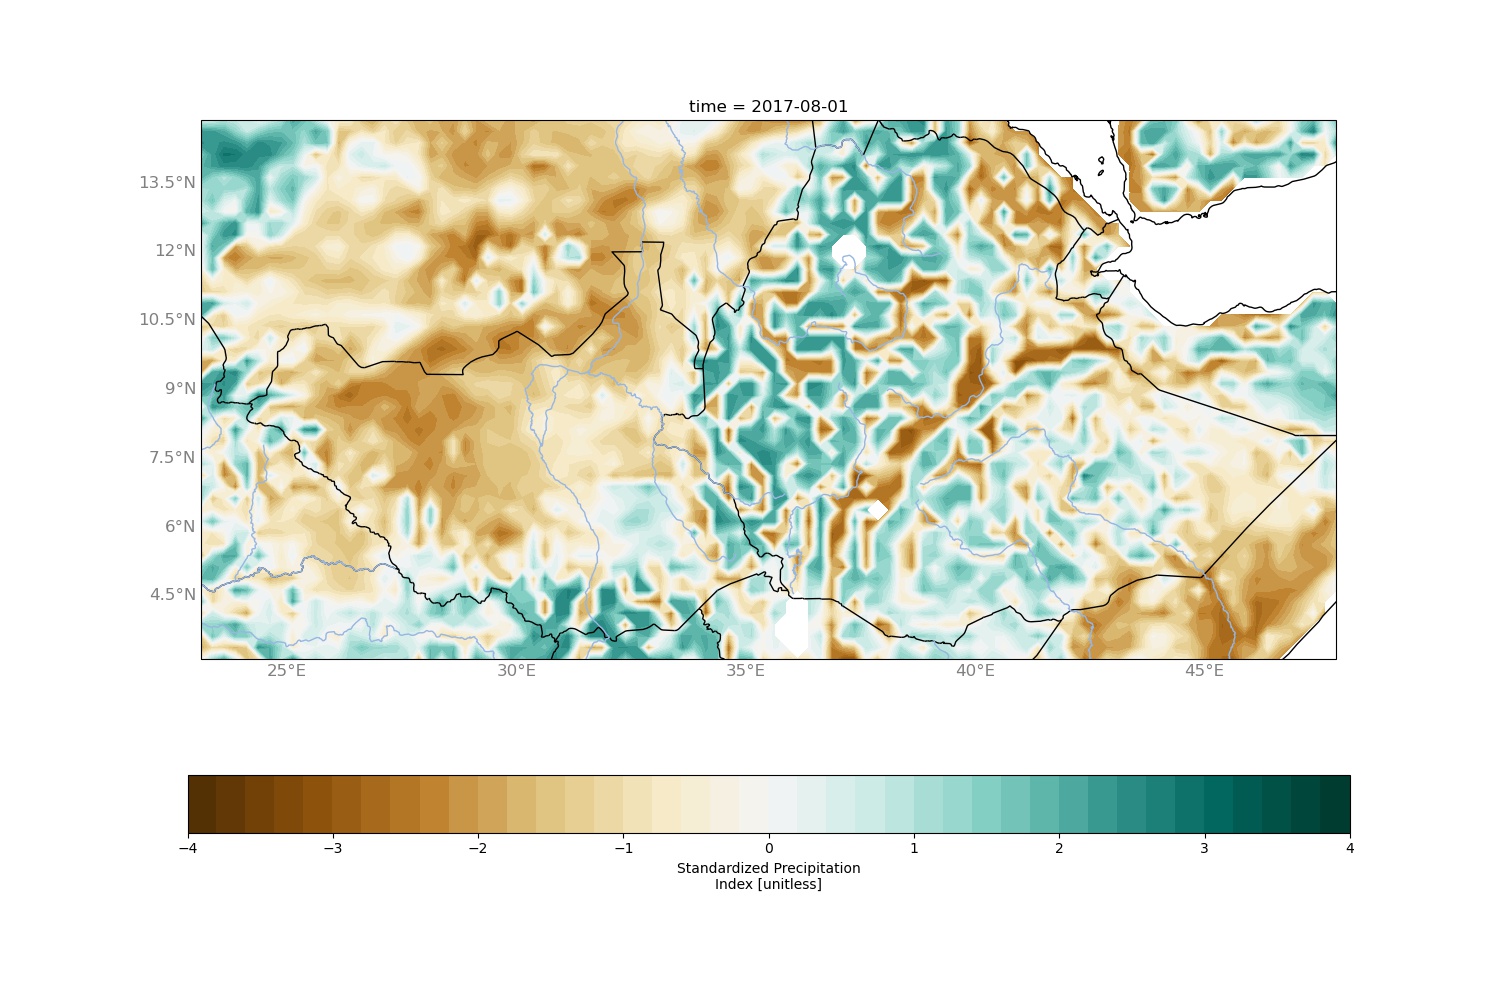 time = 2017-08-01
13.5°N
12°N
10.5°N
9°N
7.5°N
6°N
4.5°N
25°E 30°E 35°E 40°E 45°E
−4 −3 −2 −1 0 1 2 3 4
Standardized Precipitation
Index [unitless]